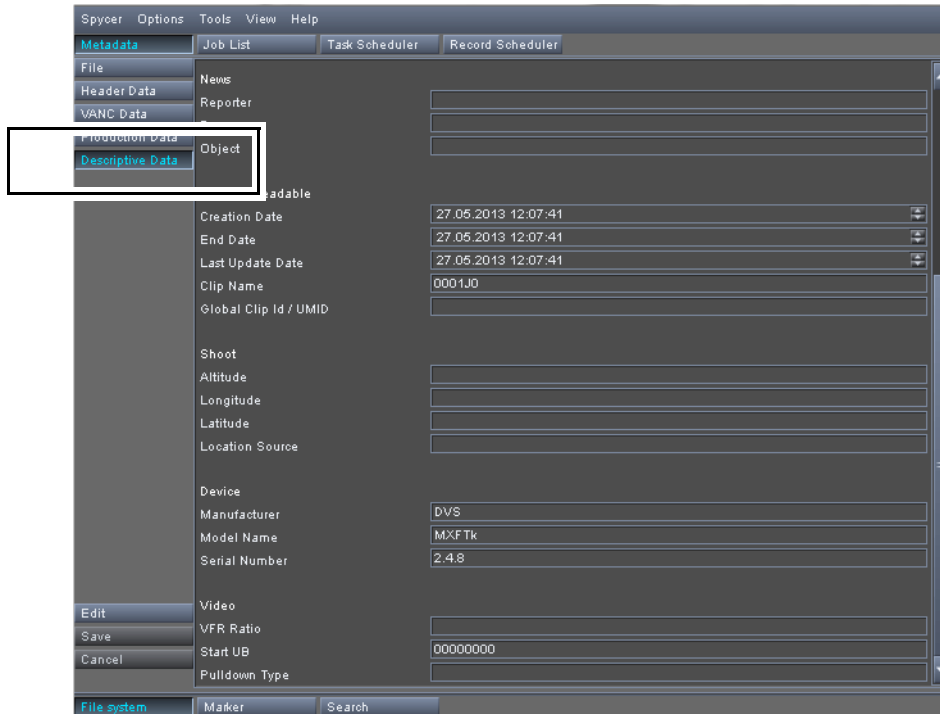 Spycer Options Tools View Help
Metadata Job List Task Scheduler Record Scheduler
File
Header Data
VANC Data
Production Data
Descriptive Data
News
Reporter
Object
eadable
Creation Date 27.05.2013 12:07:41
End Date 27.05.2013 12:07:41
Last Update Date 27.05.2013 12:07:41
Clip Name 0001J0
Global Clip Id / UMID
Shoot
Altitude
Longitude
Latitude
Location Source
Device
Manufacturer DVS
Model Name MXFTk
Serial Number 2.4.8
Video
VFR Ratio
Start UB 00000000
Pulldown Type
Edit
Save
Cancel
File system Marker Search